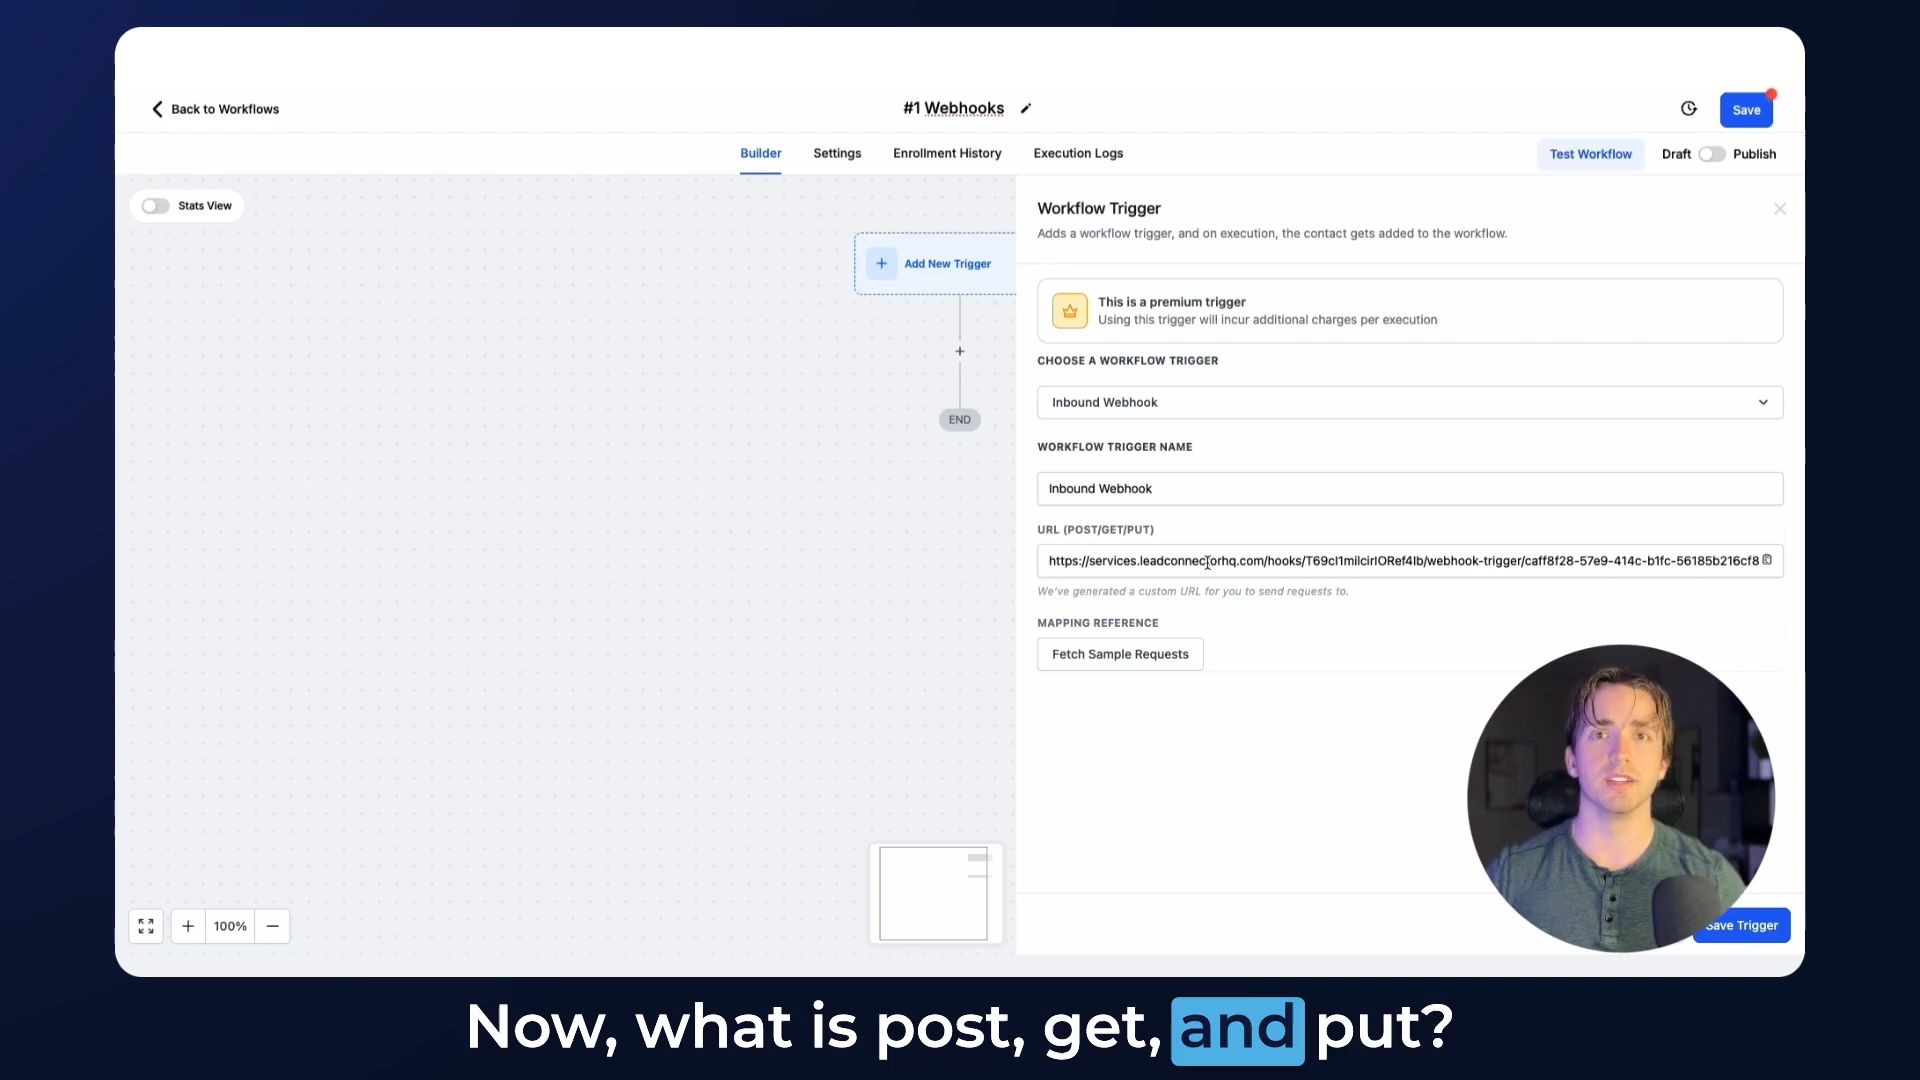 Back to Workflows
#1 Webhooks
Save
Builder
Settings
Enrollment History
Execution Logs
Test Workflow
Draft
Publish
Stats View
Add New Trigger
+
END
Workflow Trigger
Adds a workflow trigger, and on execution, the contact gets added to the workflow.
This is a premium trigger
Using this trigger will incur additional charges per execution
CHOOSE A WORKFLOW TRIGGER
Inbound Webhook
WORKFLOW TRIGGER NAME
Inbound Webhook
URL (POST/GET/PUT)
https://services.leadconnectorhq.com/hooks/T69cl1milcirIORef4lb/webhook-trigger/caff8f28-57e9-414c-b1fc-56185b216cf8
We've generated a custom URL for you to send requests to.
MAPPING REFERENCE
Fetch Sample Requests
100%
Save Trigger
Now, what is post, get, and put?